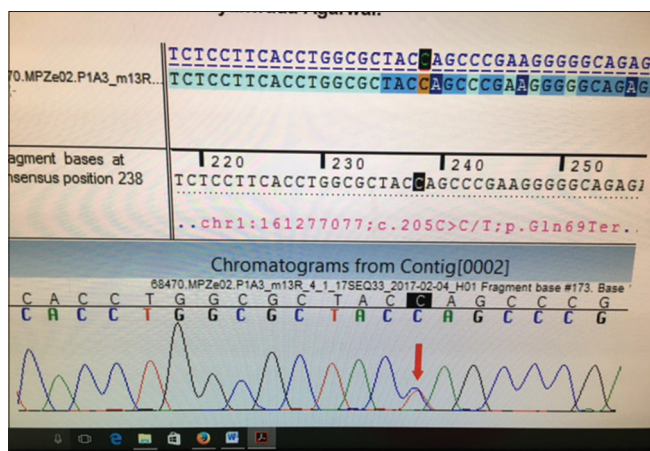 Agarwal.
TCTCCTTCACCTGGCGCTACCAGCCCGAAGGGGGCAGAG
70.MPZe02.P1A3_m13R...
TCTCCTTCACCTGGCGCTACCAGCCCGAAGGGGGCAGAG
agment bases at
nsensus position 238
220 230 240 250
TCTCCTTCACCTGGCGCTACCAGCCCGAAGGGGGCAGAG
..chr1:161277077;c.205C>C/T;p.Gln69Ter..
Chromatograms from Contig[0002]
68470.MPZe02.P1A3_m13R_4_1_17SEQ33_2017-02-04_H01 Fragment base #173. Base
C A C C T G G C G C T A C C A G C C C G
C A C C T G G C G C T A C C A G C C C G